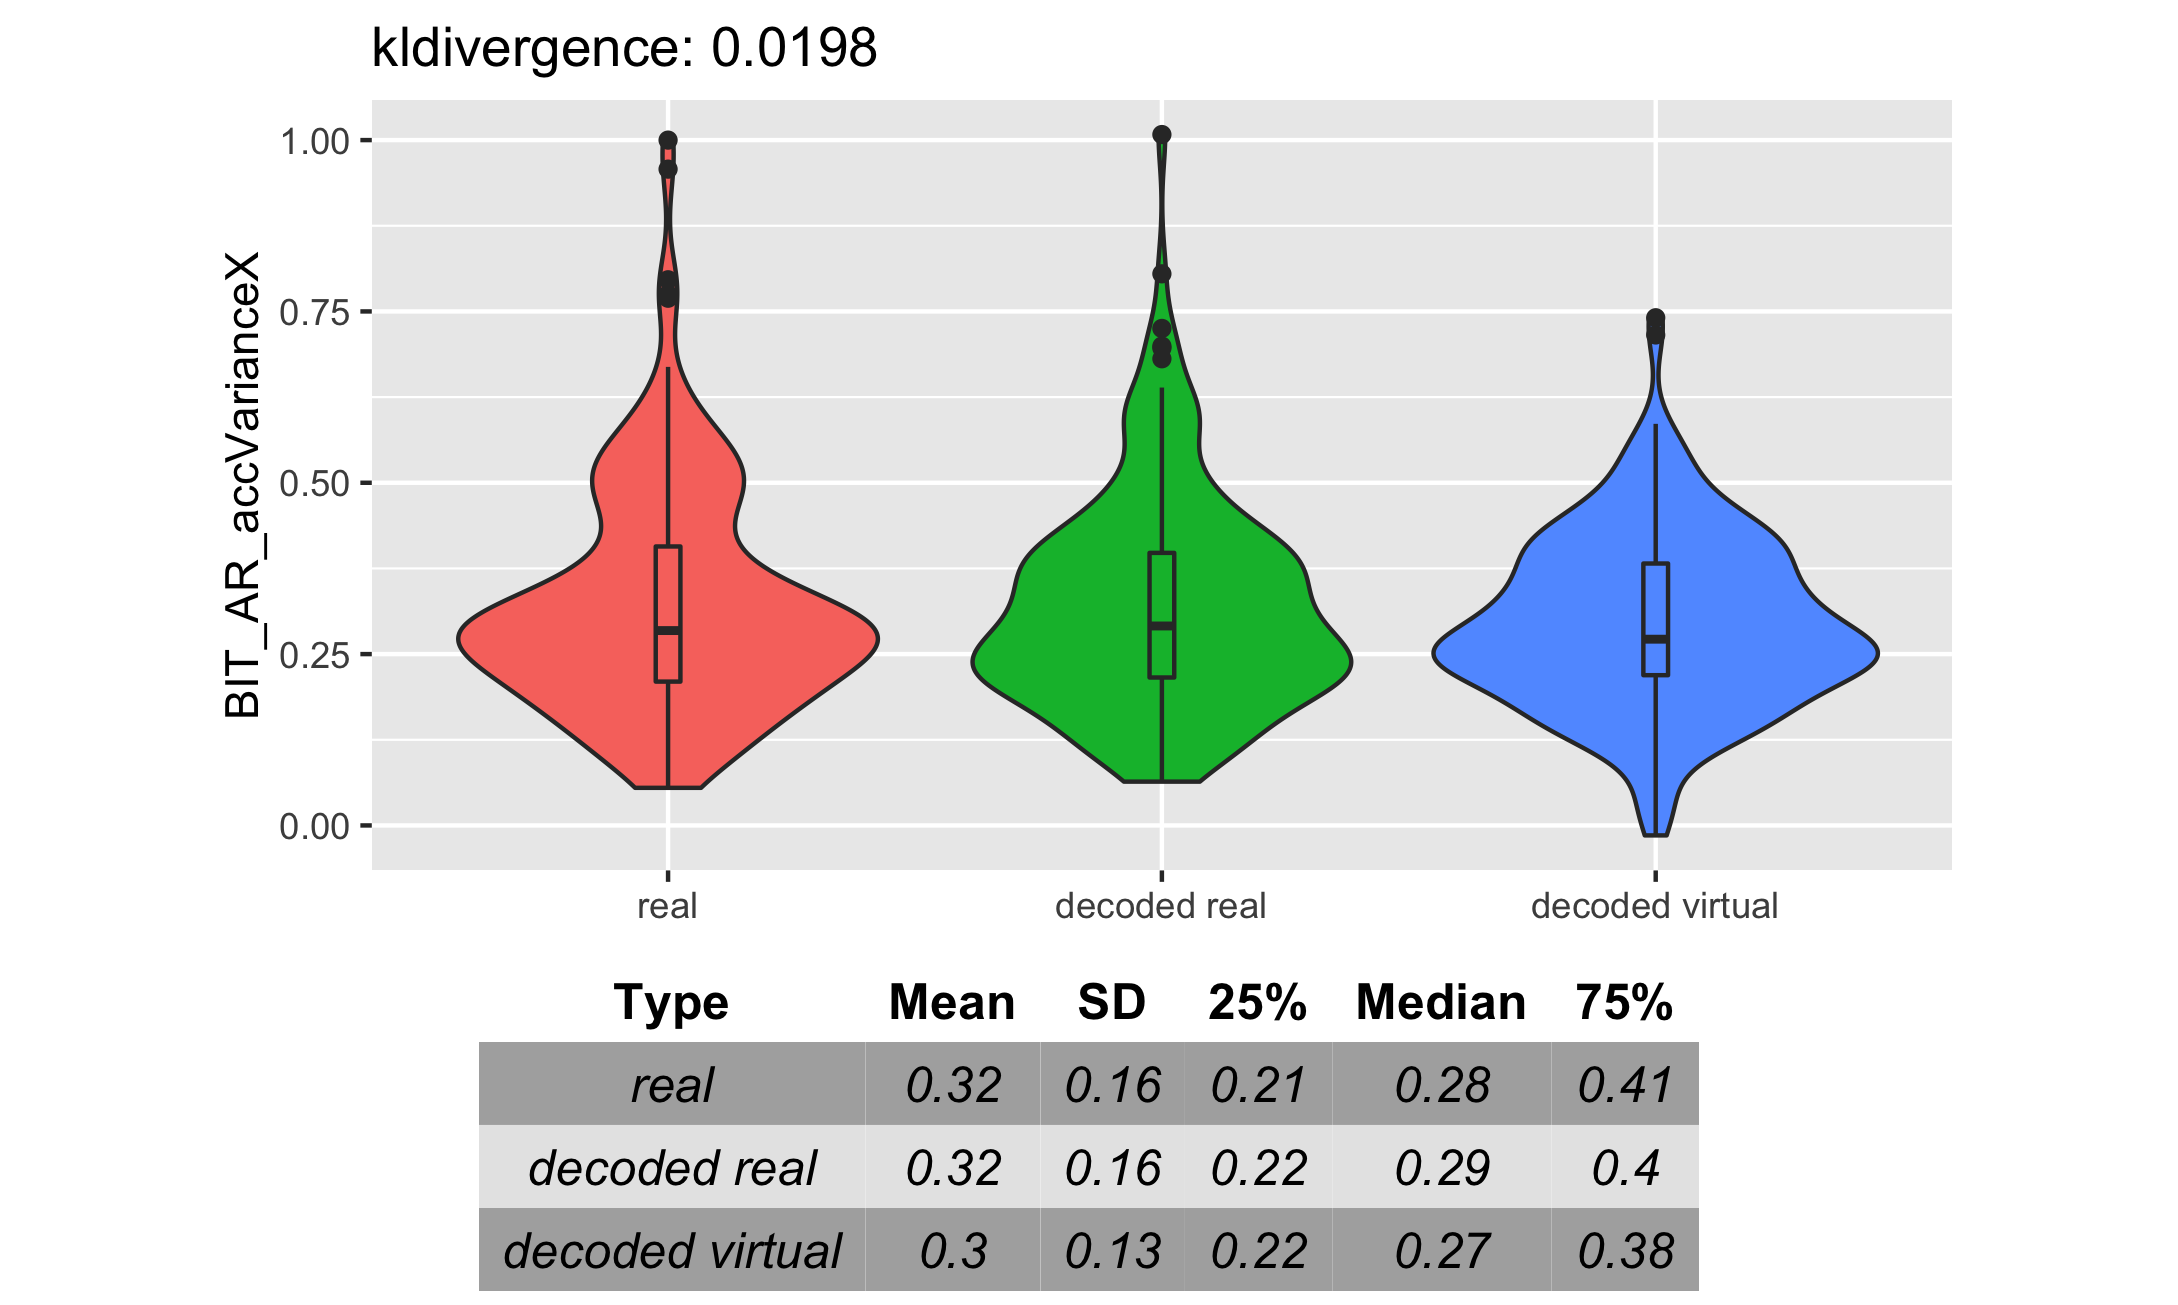 kldivergence: 0.0198
BIT_AR_accVarianceX
1.00
0.75
0.50
0.25
0.00
real decoded real decoded virtual
Type Mean SD 25% Median 75%
real 0.32 0.16 0.21 0.28 0.41
decoded real 0.32 0.16 0.22 0.29 0.4
decoded virtual 0.3 0.13 0.22 0.27 0.38